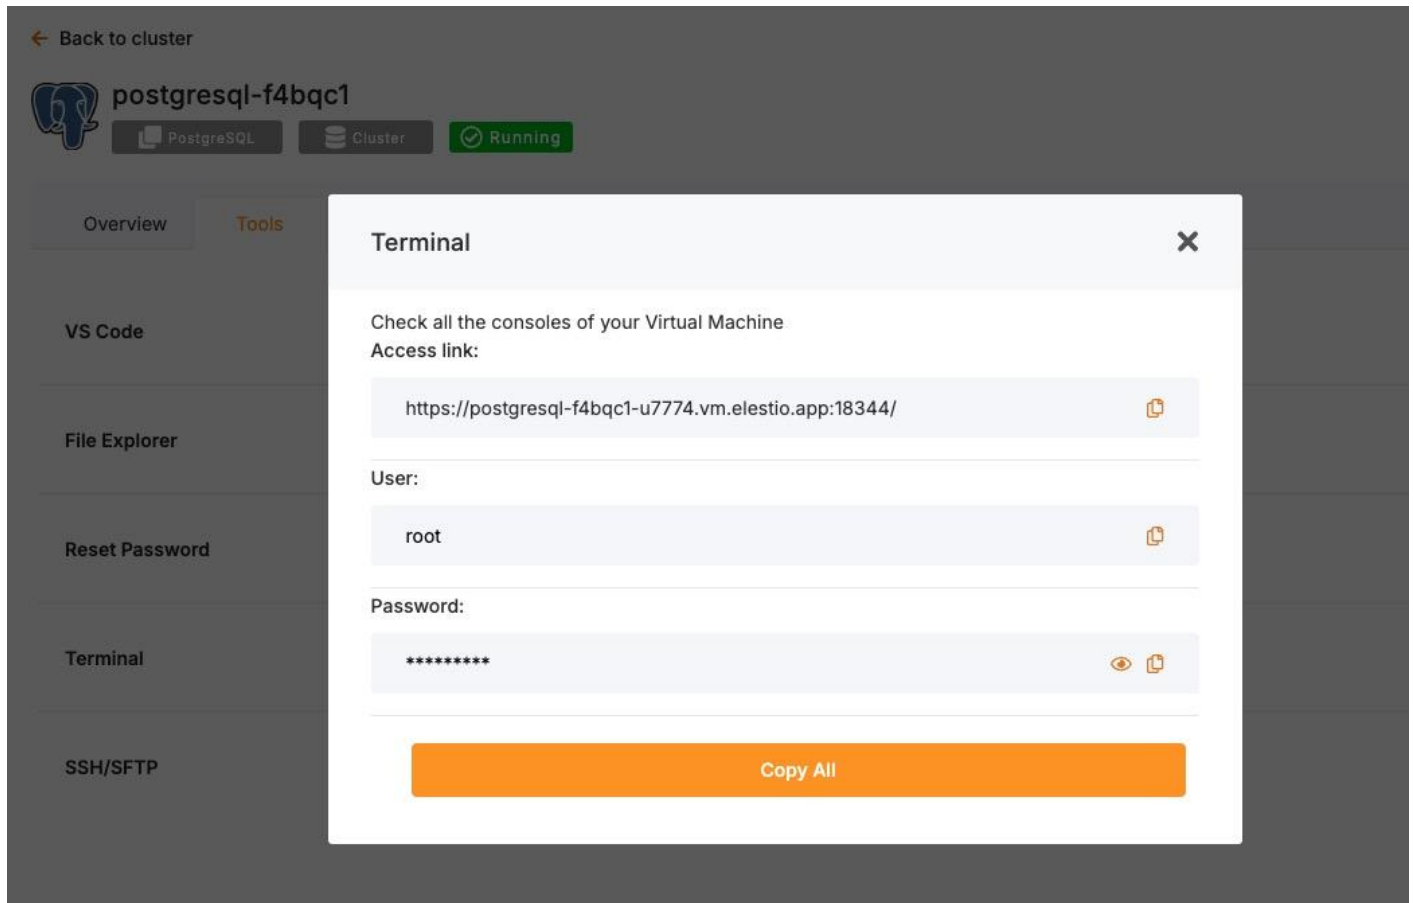 Back to cluster
postgresql-f4bqc1
PostgreSQL
Cluster
Running
Overview
Tools
Terminal
Check all the consoles of your Virtual Machine
Access link:
https://postgresql-f4bqc1-u7774.vm.elestio.app:18344/
User:
root
Password:
*********
Copy All
VS Code
File Explorer
Reset Password
Terminal
SSH/SFTP